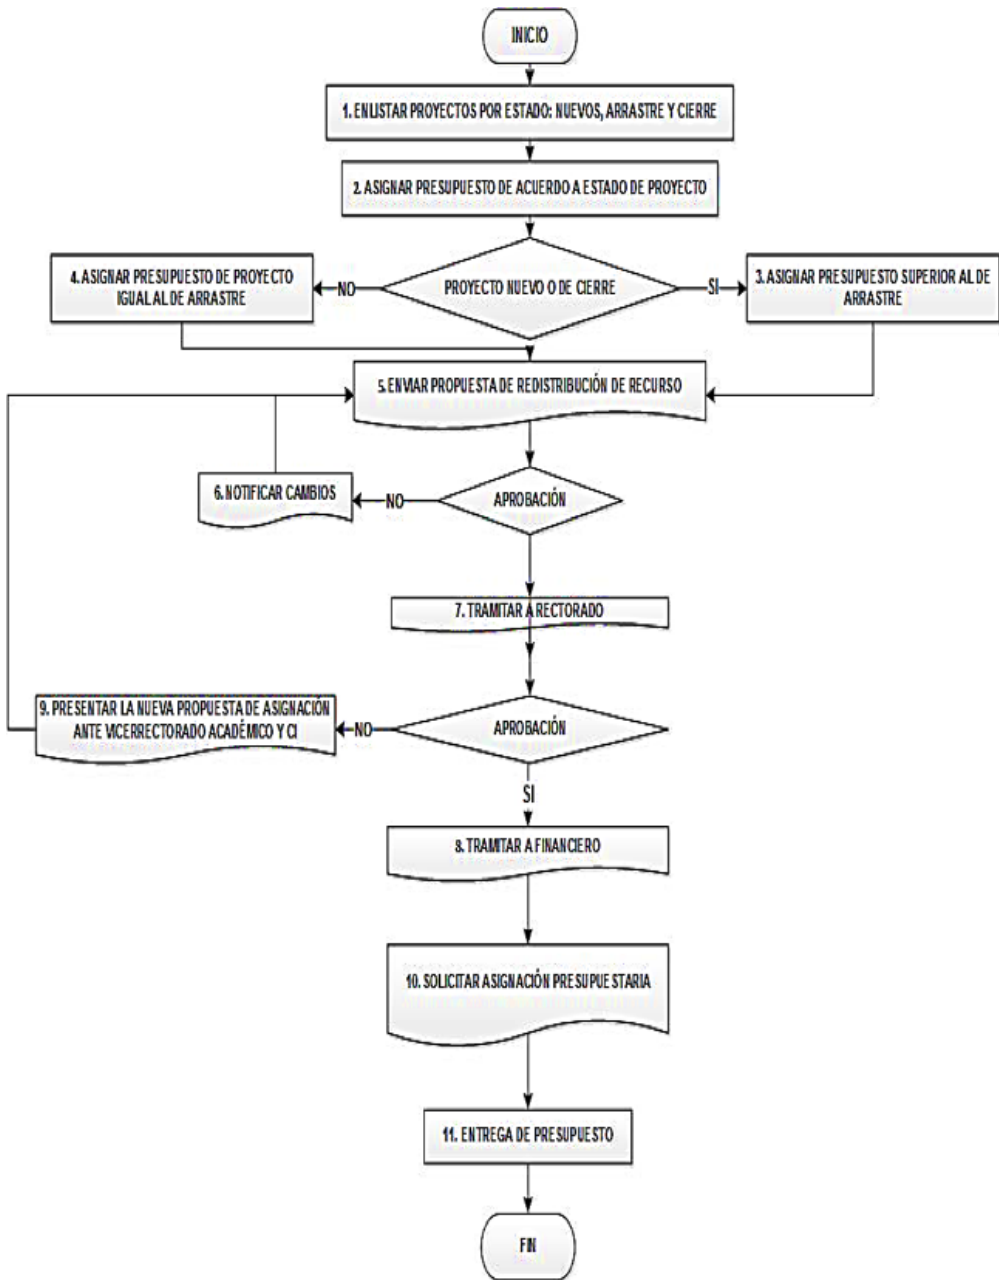 INICIO
1. ENLISTAR PROYECTOS POR ESTADO: NUEVOS, ARRASTRE Y CIERRE
2. ASIGNAR PRESUPUESTO DE ACUERDO A ESTADO DE PROYECTO
4. ASIGNAR PRESUPUESTO DE PROYECTO
IGUAL AL DE ARRASTRE
NO
PROYECTO NUEVO O DE CIERRE
SI
3. ASIGNAR PRESUPUESTO SUPERIOR AL DE
ARRASTRE
5. ENVIAR PROPUESTA DE REDISTRIBUCIÓN DE RECURSO
6. NOTIFICAR CAMBIOS
NO
APROBACIÓN
7. TRAMITAR A RECTORADO
9. PRESENTAR LA NUEVA PROPUESTA DE ASIGNACIÓN
ANTE VICERRECTORADO ACADÉMICO Y CI
NO
APROBACIÓN
SI
8. TRAMITAR A FINANCIERO
10. SOLICITAR ASIGNACIÓN PRESUPUESTARIA
11. ENTREGA DE PRESUPUESTO
FIN